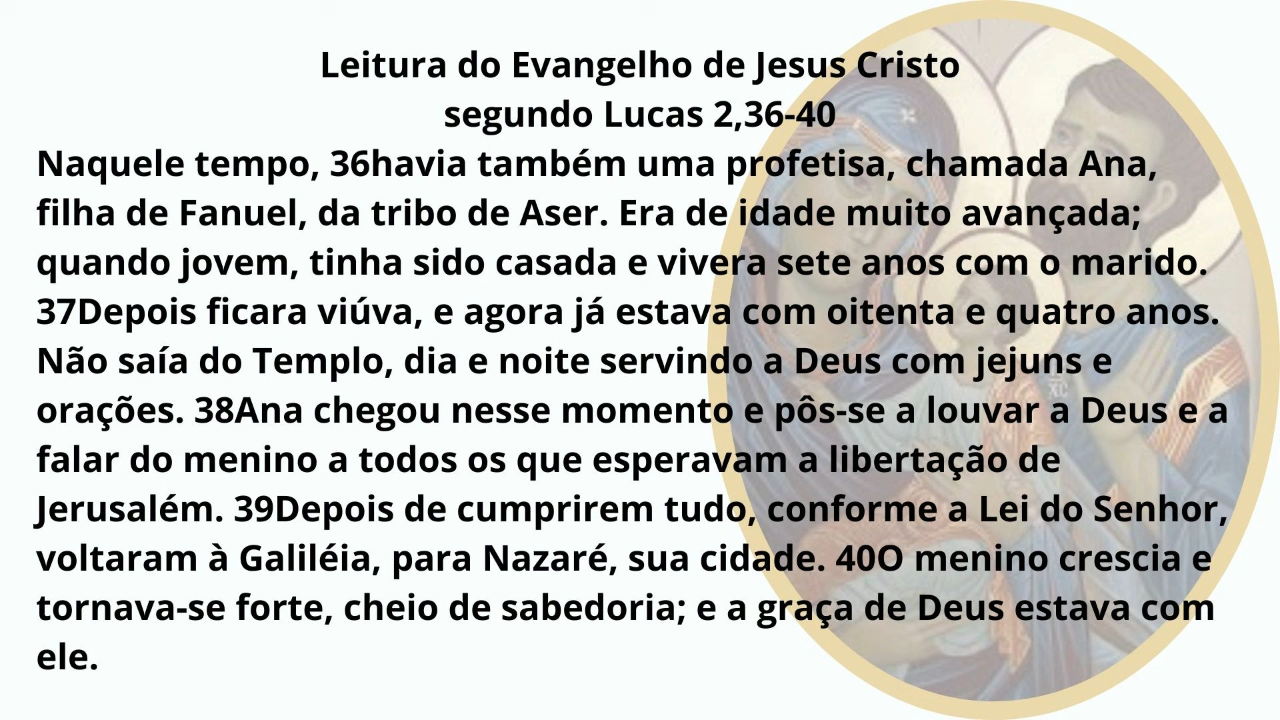 Leitura do Evangelho de Jesus Cristo
segundo Lucas 2,36-40
Naquele tempo, 36havia também uma profetisa, chamada Ana,
filha de Fanuel, da tribo de Aser. Era de idade muito avançada;
quando jovem, tinha sido casada e vivera sete anos com o marido.
37Depois ficara viúva, e agora já estava com oitenta e quatro anos.
Não saía do Templo, dia e noite servindo a Deus com jejuns e
orações. 38Ana chegou nesse momento e pôs-se a louvar a Deus e a
falar do menino a todos os que esperavam a libertação de
Jerusalém. 39Depois de cumprirem tudo, conforme a Lei do Senhor,
voltaram à Galiléia, para Nazaré, sua cidade. 40O menino crescia e
tornava-se forte, cheio de sabedoria; e a graça de Deus estava com
ele.